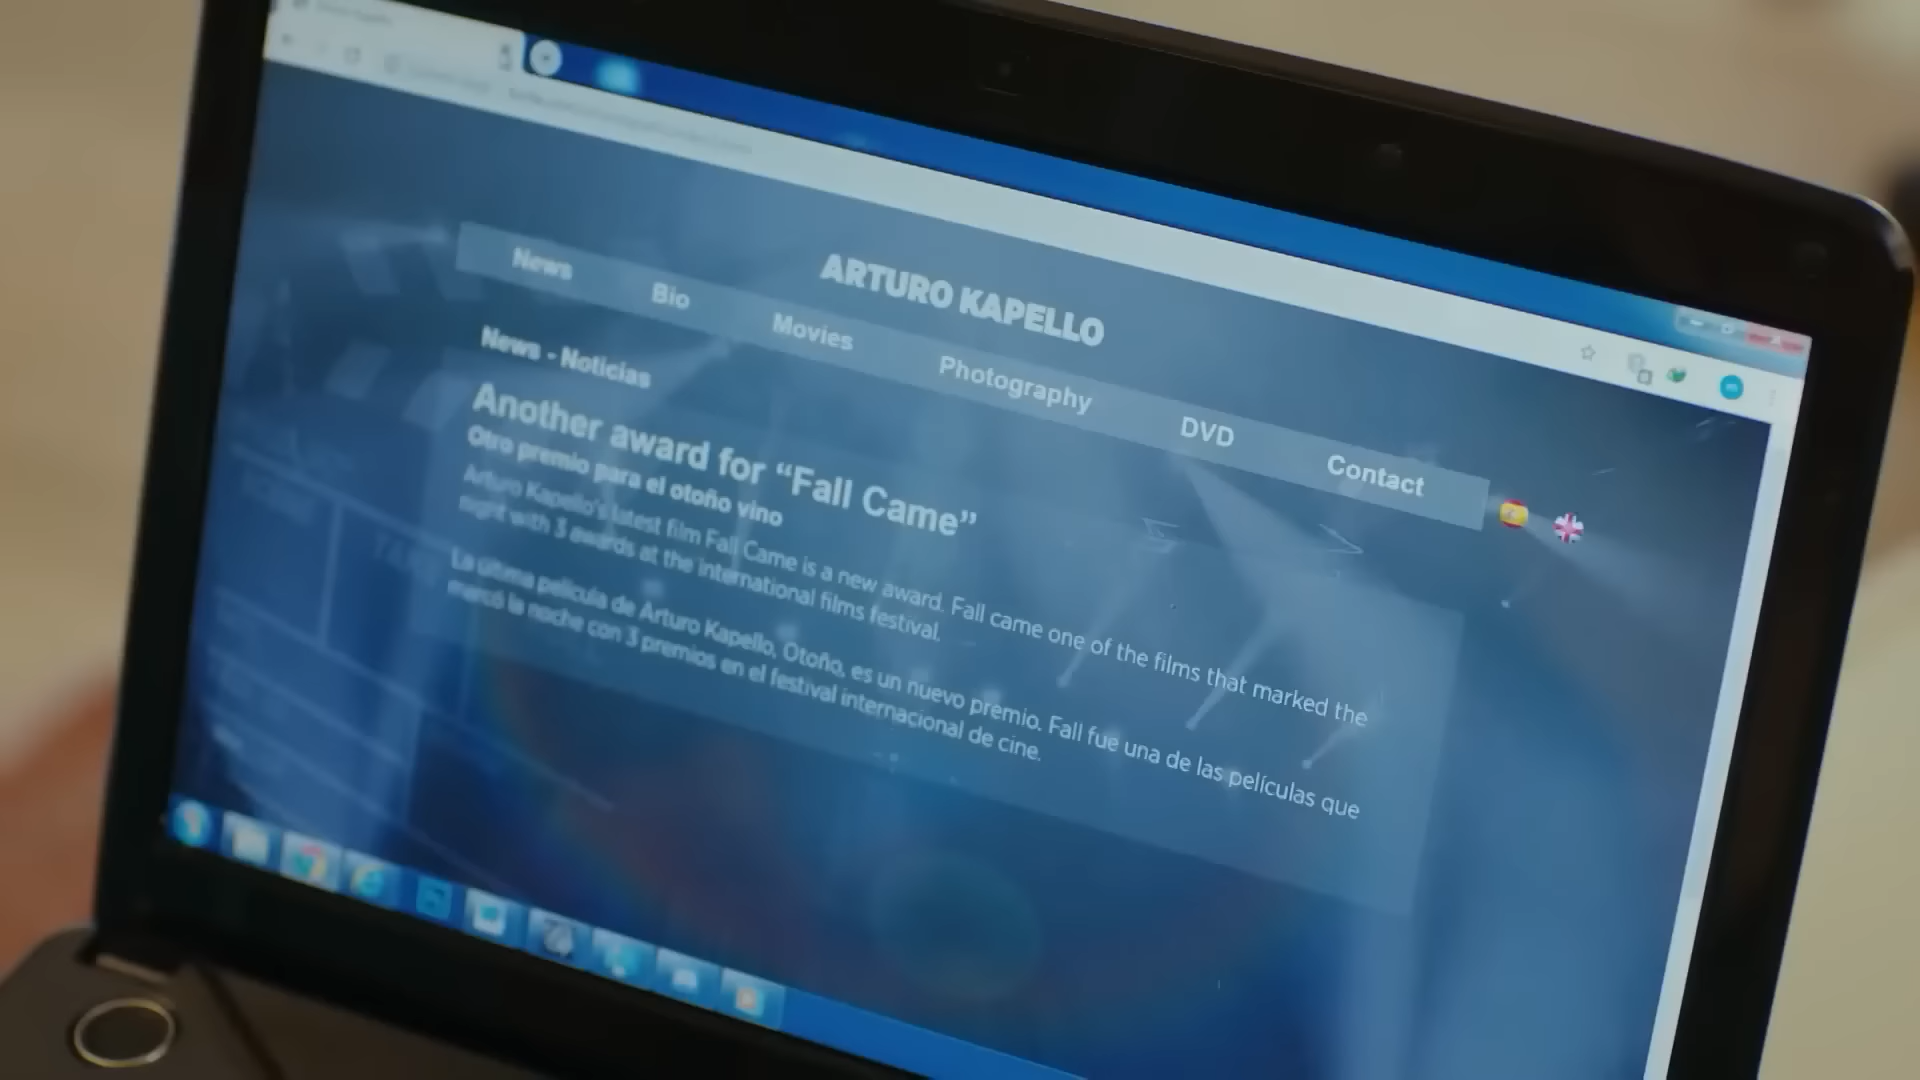 ARTURO KAPELLO
News Bio Movies Photography DVD Contact
News - Noticias
Another award for “Fall Came”
Otro premio para el otoño vino
Arturo Kapello's latest film Fall Came is a new award. Fall came one of the films that marked the
night with 3 awards at the international films festival.
La última película de Arturo Kapello, Otoño, es un nuevo premio. Fall fue una de las películas que
marcó la noche con 3 premios en el festival internacional de cine.